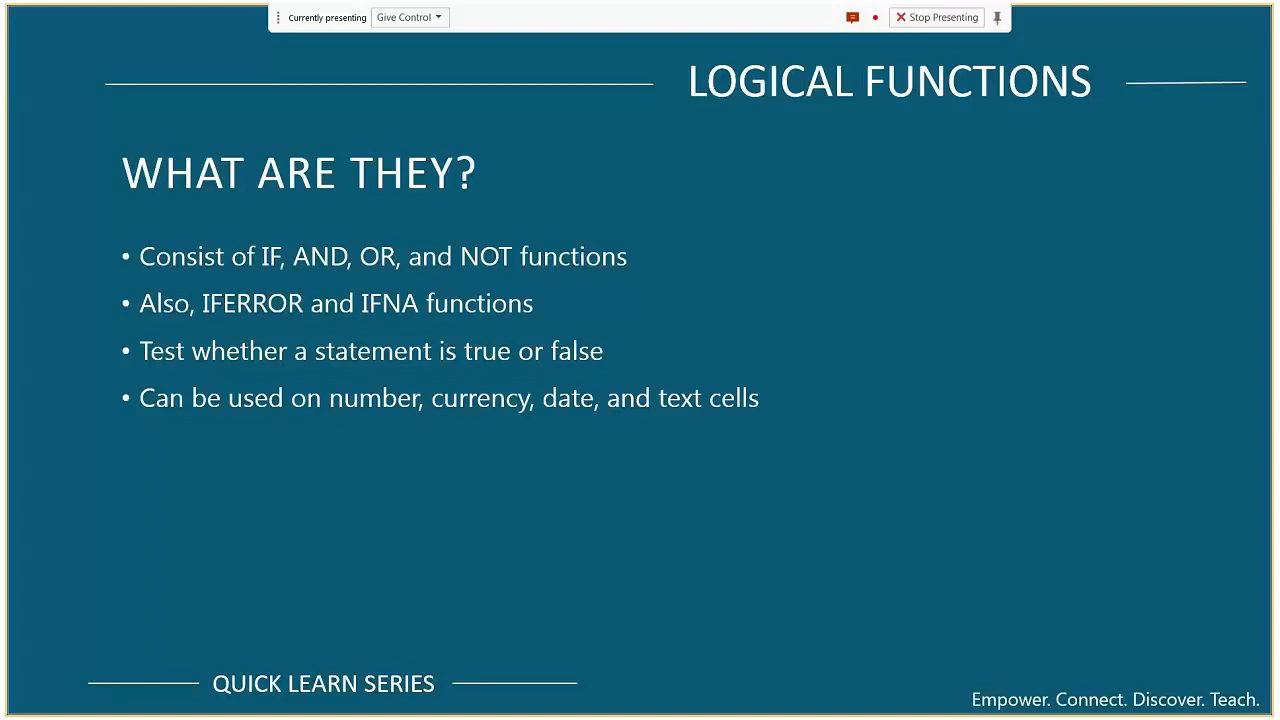 Currently presenting Give Control Stop Presenting
LOGICAL FUNCTIONS
WHAT ARE THEY?
• Consist of IF, AND, OR, and NOT functions
• Also, IFERROR and IFNA functions
• Test whether a statement is true or false
• Can be used on number, currency, date, and text cells
QUICK LEARN SERIES
Empower. Connect. Discover. Teach.